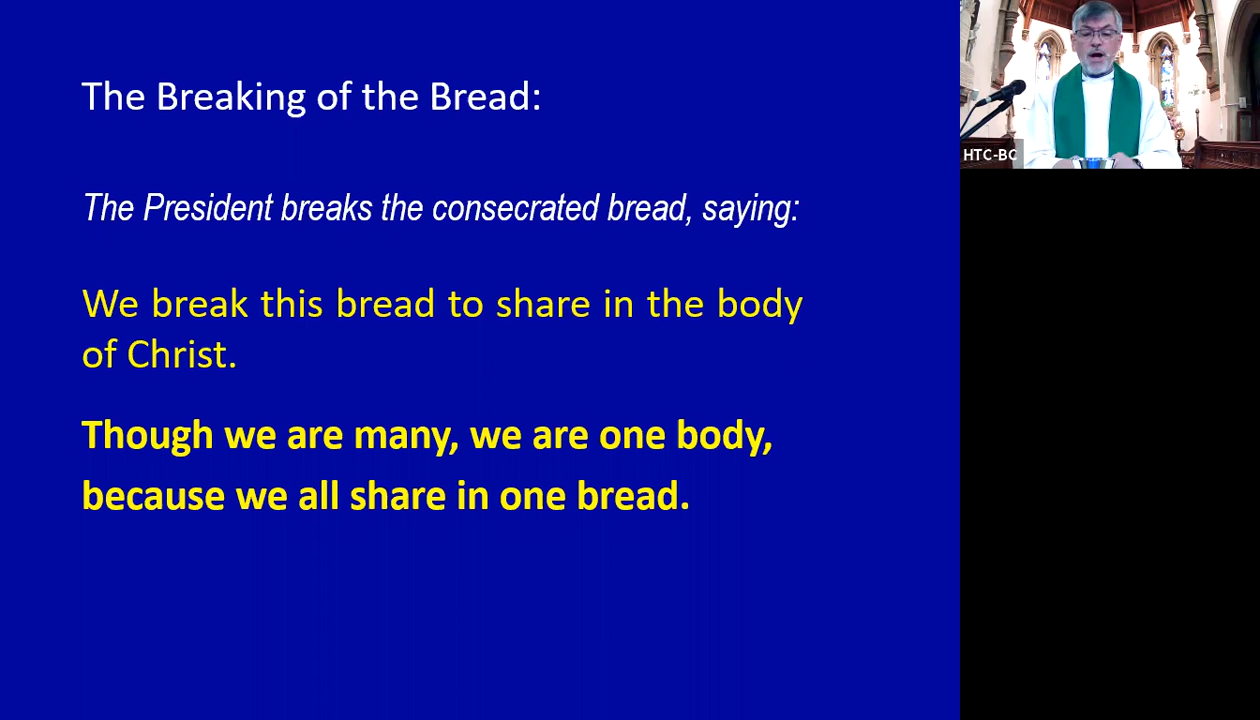 The Breaking of the Bread:
The President breaks the consecrated bread, saying:
We break this bread to share in the body
of Christ.
Though we are many, we are one body,
because we all share in one bread.
HTC-BC